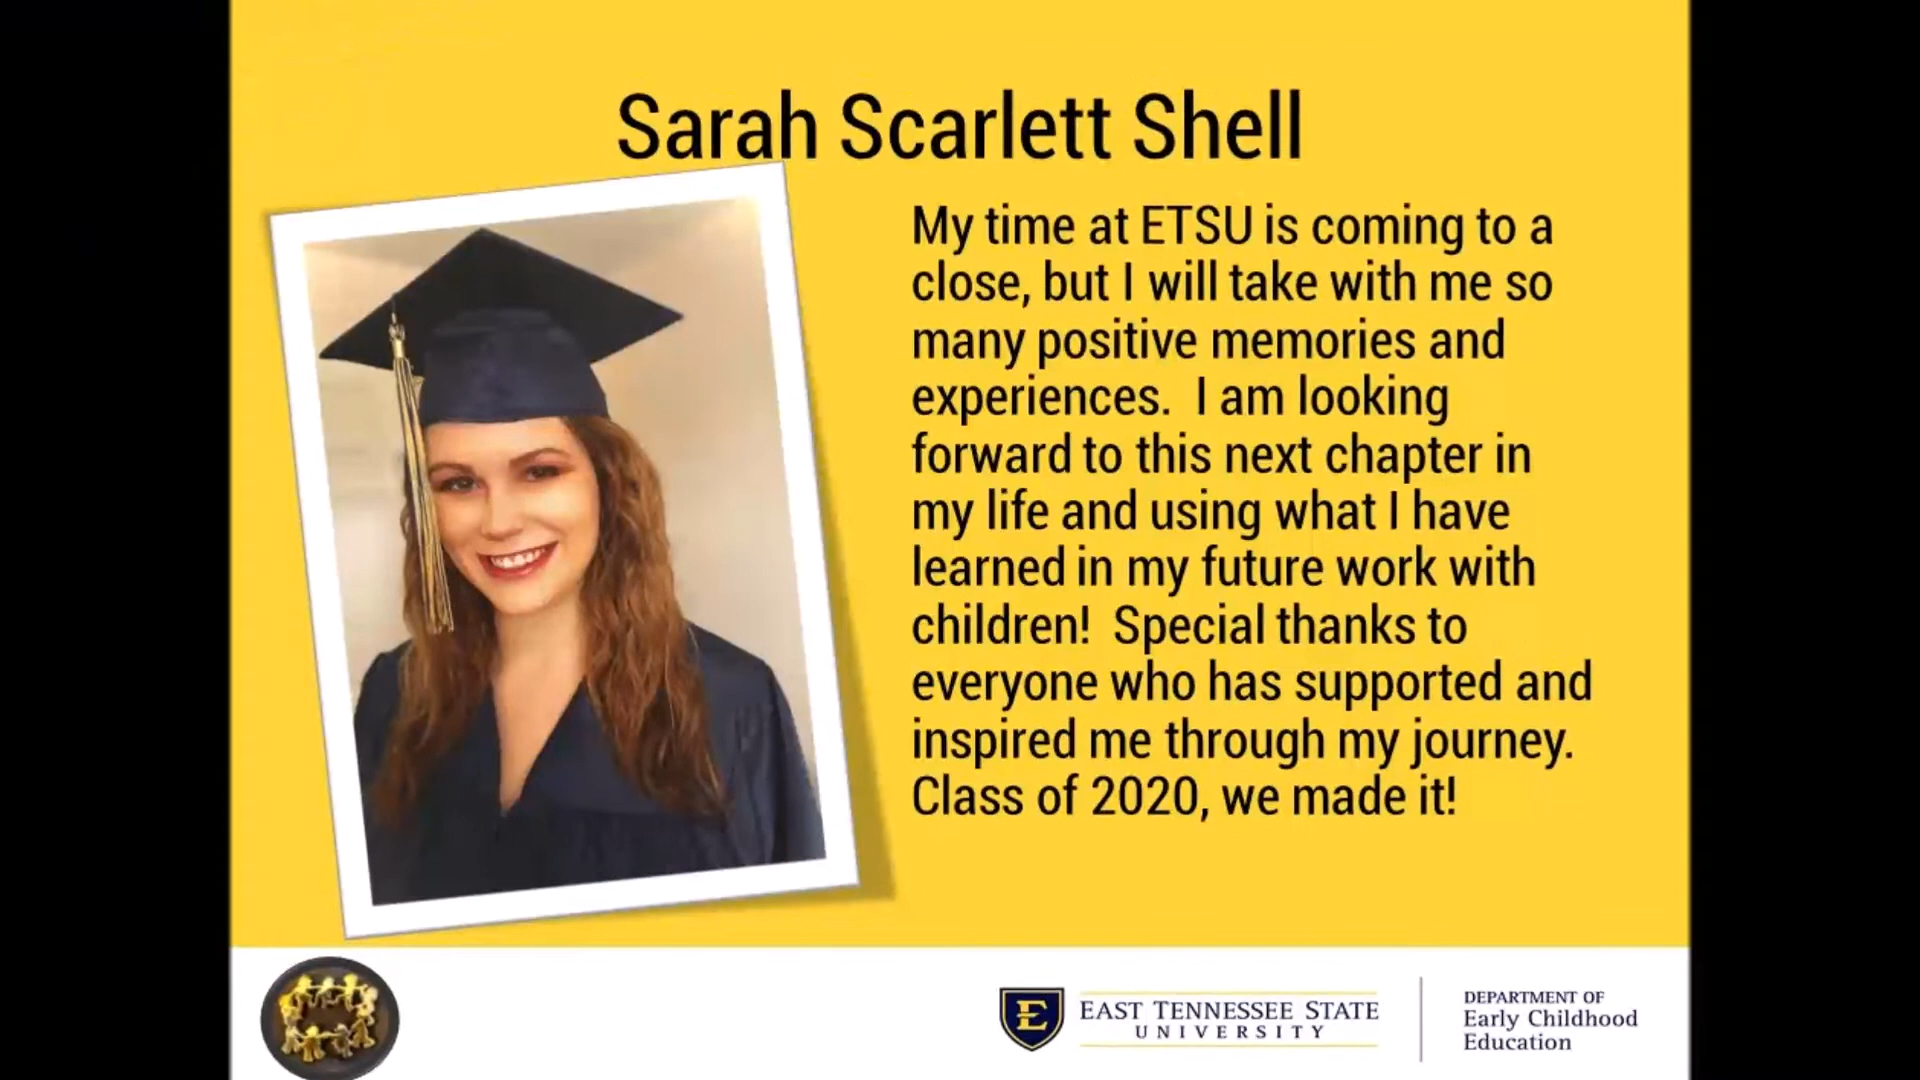 Sarah Scarlett Shell
My time at ETSU is coming to a
close, but I will take with me so
many positive memories and
experiences.  I am looking
forward to this next chapter in
my life and using what I have
learned in my future work with
children!  Special thanks to
everyone who has supported and
inspired me through my journey.
Class of 2020, we made it!
E
EAST TENNESSEE STATE
UNIVERSITY
DEPARTMENT OF
Early Childhood
Education